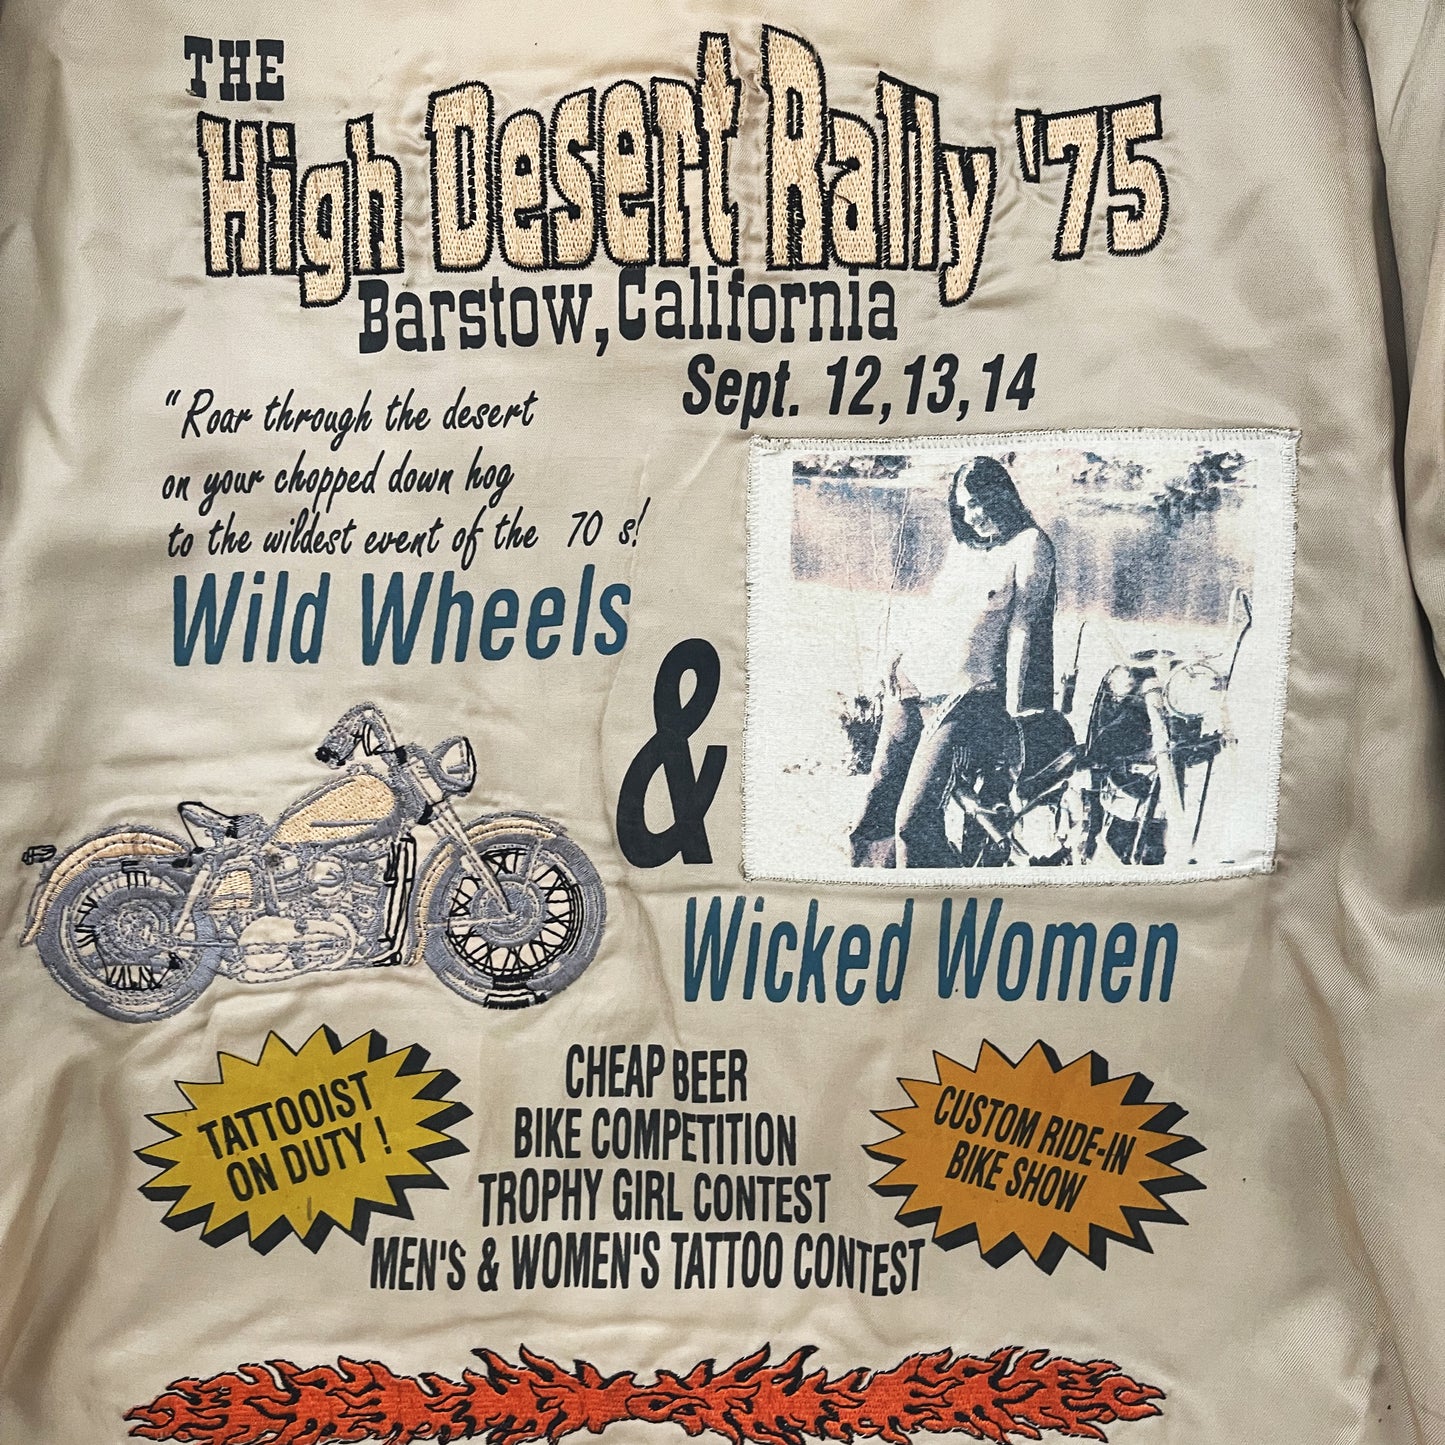 THE
High Desert Rally '75
Barstow, California
Sept. 12, 13, 14
"Roar through the desert
on your chopped down hog
to the wildest event of the 70 s!
Wild Wheels
&
Wicked Women
TATTOOIST
ON DUTY !
CHEAP BEER
BIKE COMPETITION
TROPHY GIRL CONTEST
MEN'S & WOMEN'S TATTOO CONTEST
CUSTOM RIDE-IN
BIKE SHOW